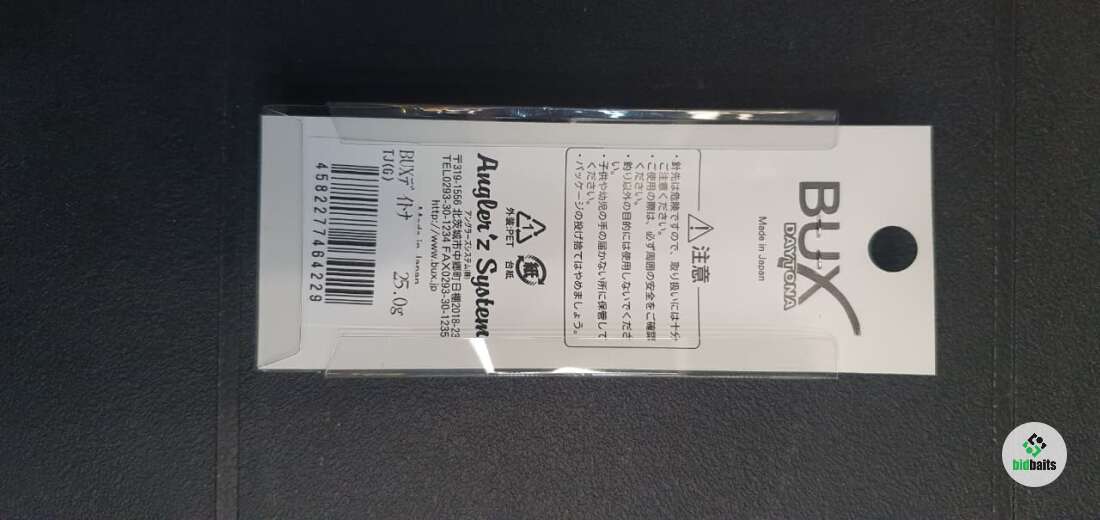 BUX
DAYTONA
Made in Japan
注意
・針先は危険ですので、取り扱いには十分
ご注意ください。
・ご使用の際は、必ず周囲の安全をご確認
ください。
・釣り以外の目的には使用しないでくださ
い。
・子供や幼児の手の届かない所に保管して
ください。
・パッケージの投げ捨てはやめましょう。
1
紙
外装:PET 台紙
Angler'z System
アングラーズシステム㈱
〒319-1556 北茨城市中郷町日棚2018-23
TEL0293-30-1234 FAX0293-30-1235
http://www.bux.jp
Made in Japan
BUXデイトナ 25.0g
TJ(G)
4582277464229
bidbaits